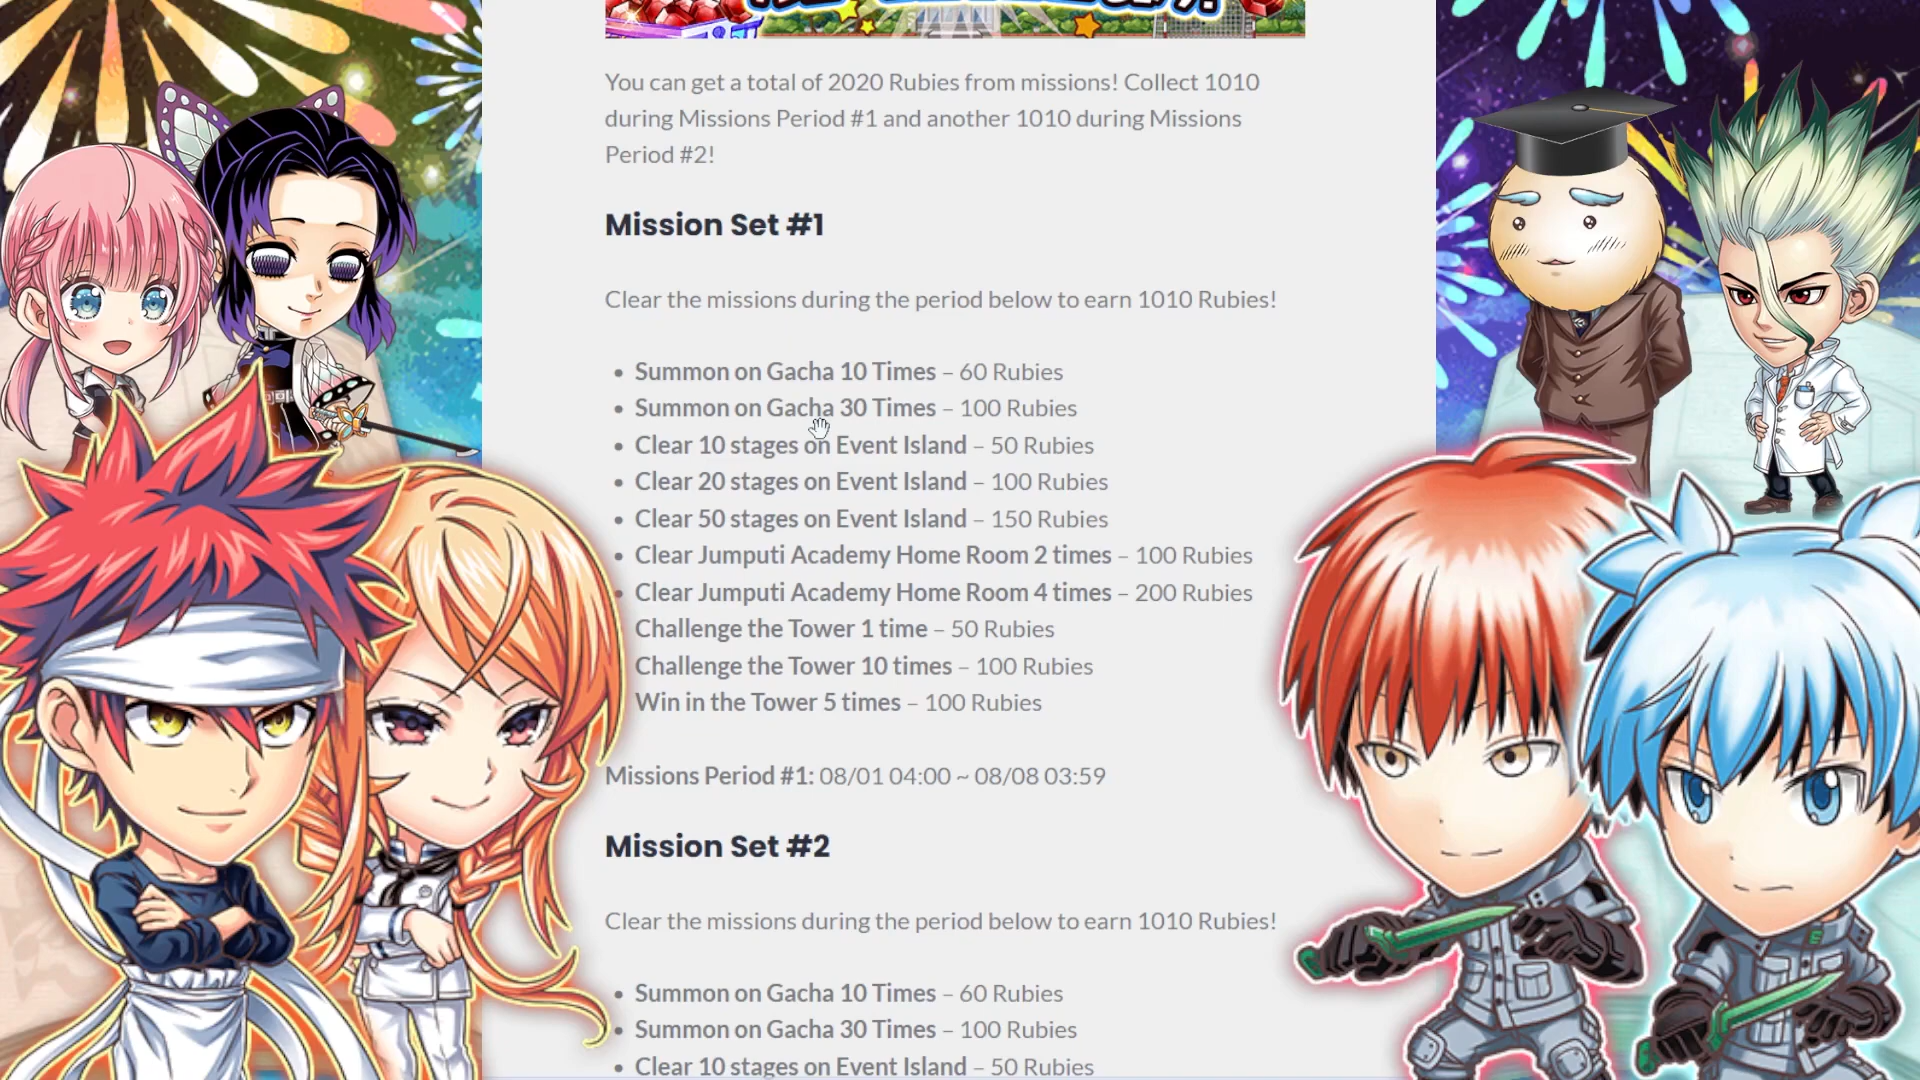 You can get a total of 2020 Rubies from missions! Collect 1010
during Missions Period #1 and another 1010 during Missions
Period #2!
Mission Set #1
Clear the missions during the period below to earn 1010 Rubies!
• Summon on Gacha 10 Times – 60 Rubies
• Summon on Gacha 30 Times – 100 Rubies
• Clear 10 stages on Event Island – 50 Rubies
• Clear 20 stages on Event Island – 100 Rubies
• Clear 50 stages on Event Island – 150 Rubies
• Clear Jumputi Academy Home Room 2 times – 100 Rubies
• Clear Jumputi Academy Home Room 4 times – 200 Rubies
Challenge the Tower 1 time – 50 Rubies
Challenge the Tower 10 times – 100 Rubies
Win in the Tower 5 times – 100 Rubies
Missions Period #1: 08/01 04:00 ~ 08/08 03:59
Mission Set #2
Clear the missions during the period below to earn 1010 Rubies!
• Summon on Gacha 10 Times – 60 Rubies
• Summon on Gacha 30 Times – 100 Rubies
• Clear 10 stages on Event Island – 50 Rubies